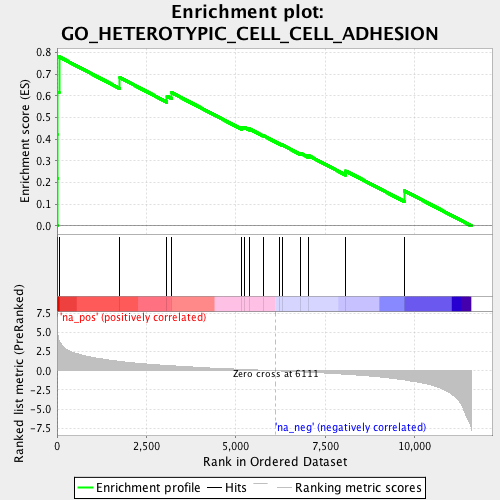 Enrichment plot:
GO_HETEROTYPIC_CELL_CELL_ADHESION
Enrichment score (ES)
0.8
0.7
0.6
0.5
0.4
0.3
0.2
0.1
0.0
Ranked list metric (PreRanked)
7.5
5.0
2.5
0.0
-2.5
-5.0
-7.5
'na_pos' (positively correlated)
Zero cross at 6111
'na_neg' (negatively correlated)
0 2,500 5,000 7,500 10,000
Rank in Ordered Dataset
Enrichment profile Hits Ranking metric scores